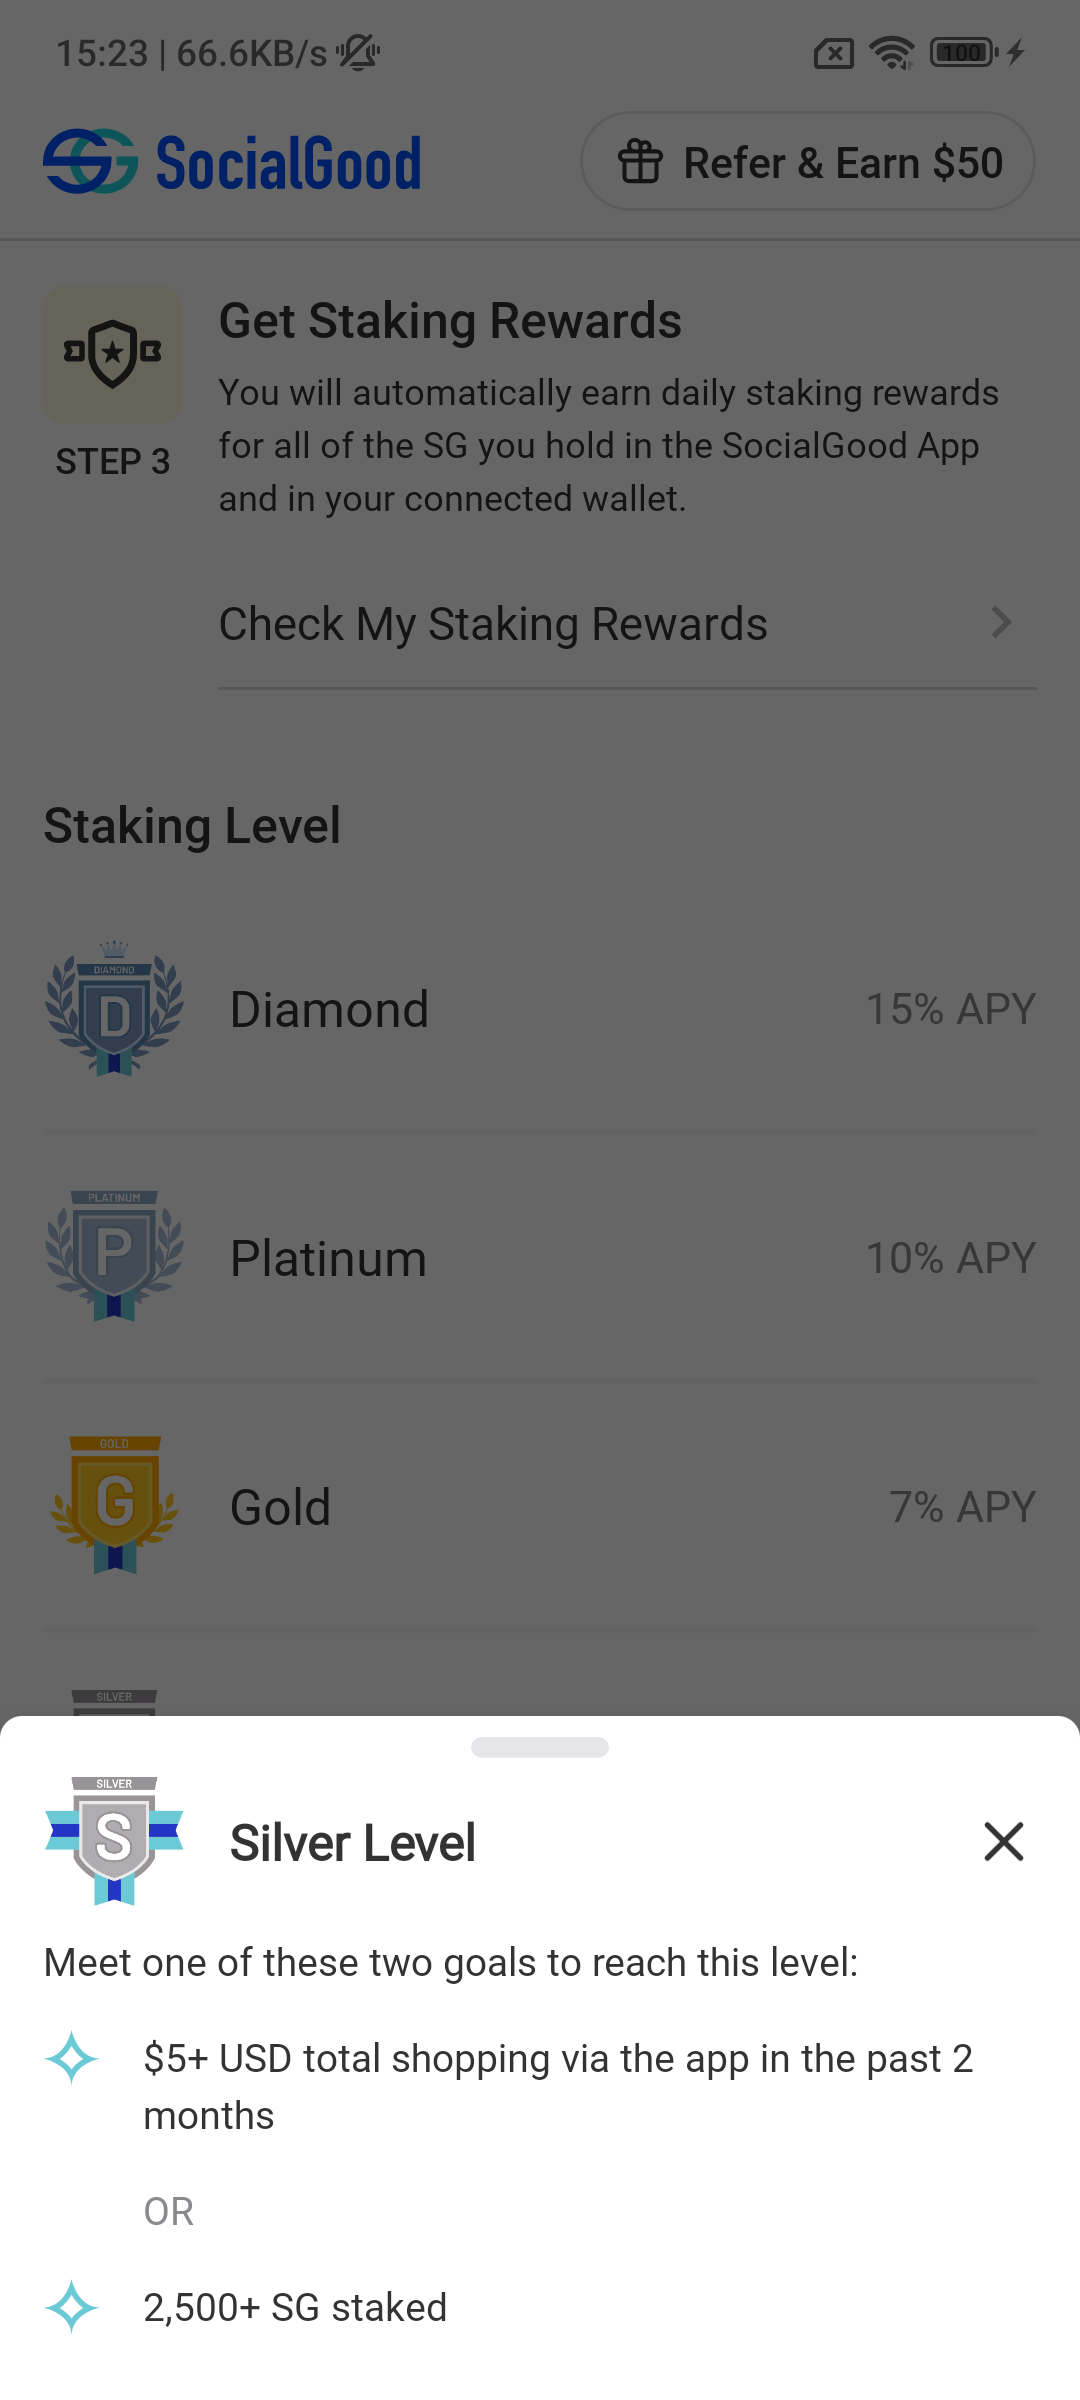 15:23 | 66.6KB/s
100
SocialGood
Refer & Earn $50
Get Staking Rewards
You will automatically earn daily staking rewards
for all of the SG you hold in the SocialGood App
and in your connected wallet.
STEP 3
Check My Staking Rewards
Staking Level
DIAMOND
D
Diamond
15% APY
PLATINUM
P
Platinum
10% APY
GOLD
G
Gold
7% APY
SILVER
SILVER
S
Silver Level
Meet one of these two goals to reach this level:
$5+ USD total shopping via the app in the past 2
months
OR
2,500+ SG staked